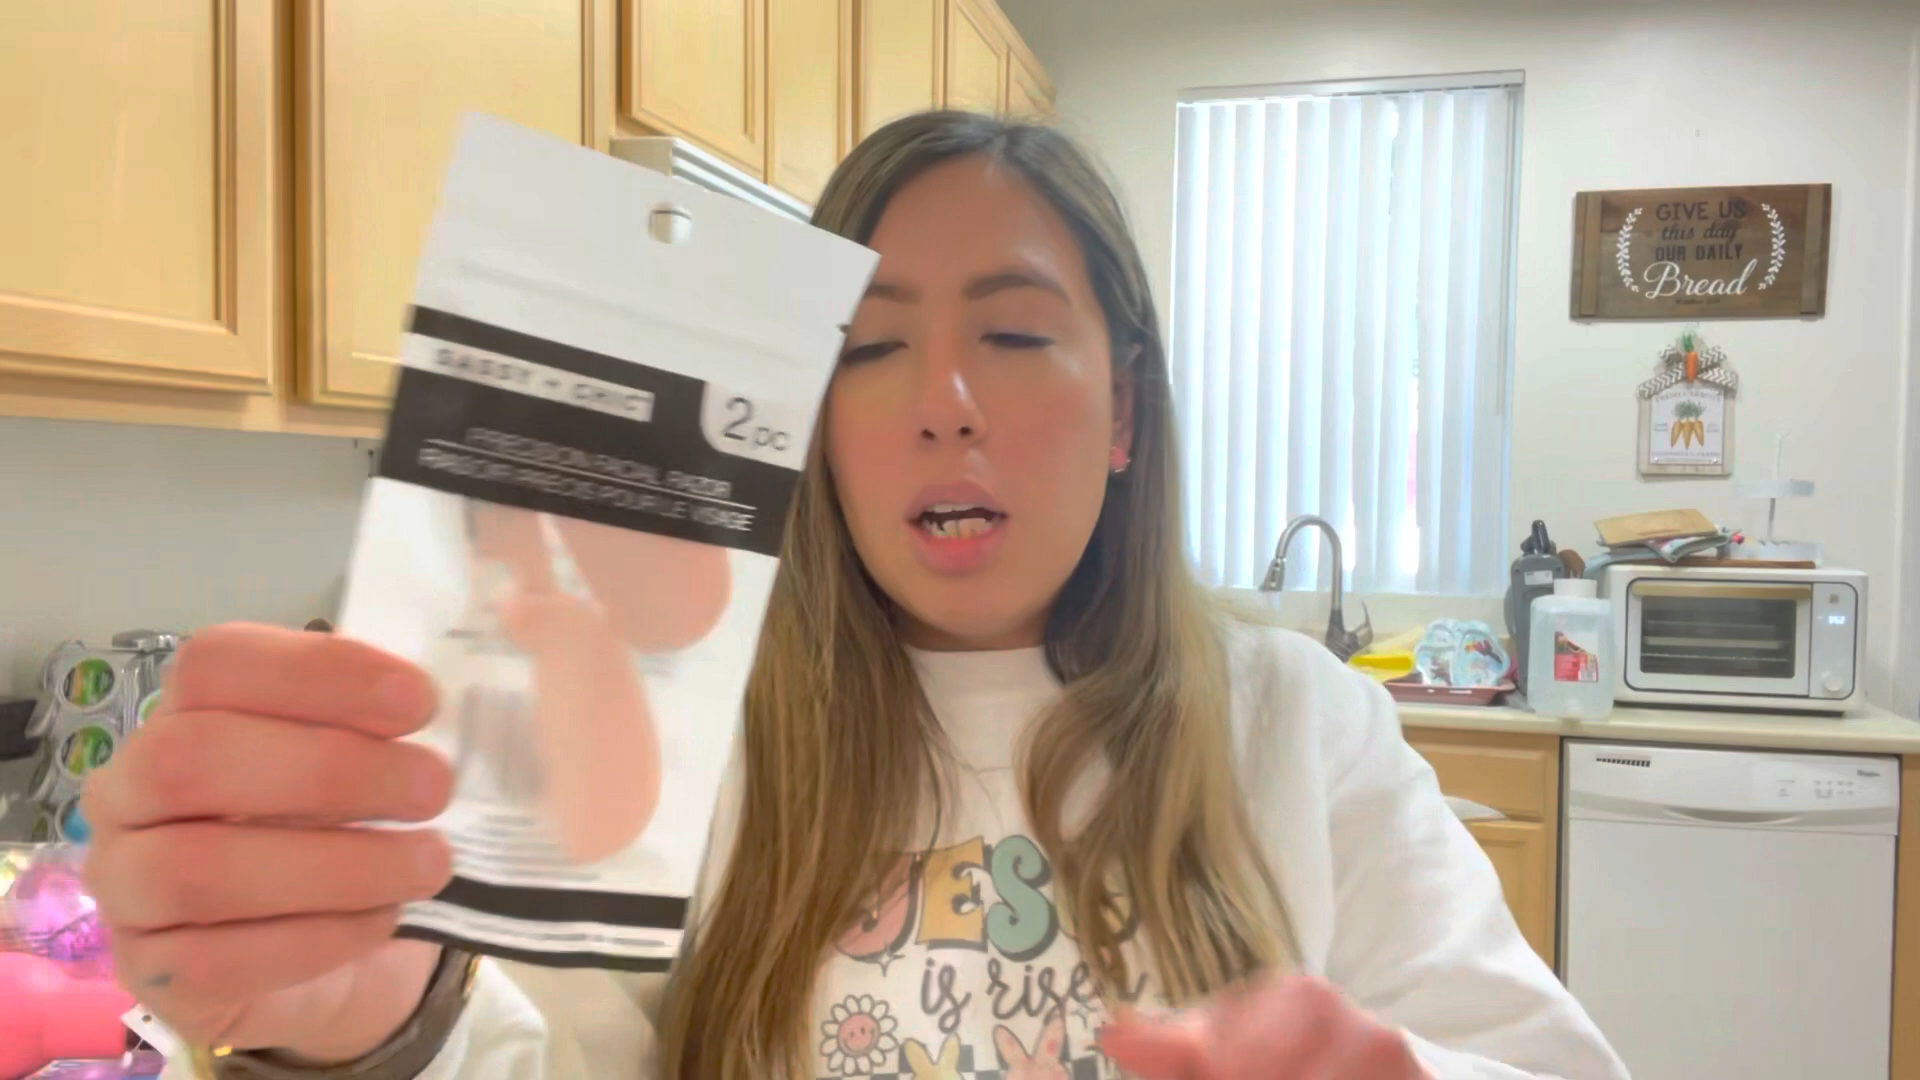 SASSY + CHIC
2 pc
PRECISION FACIAL RAZOR
RASOIR PRÉCIS POUR LE VISAGE
GIVE US
this day
OUR DAILY
Bread
JESUS
is risen